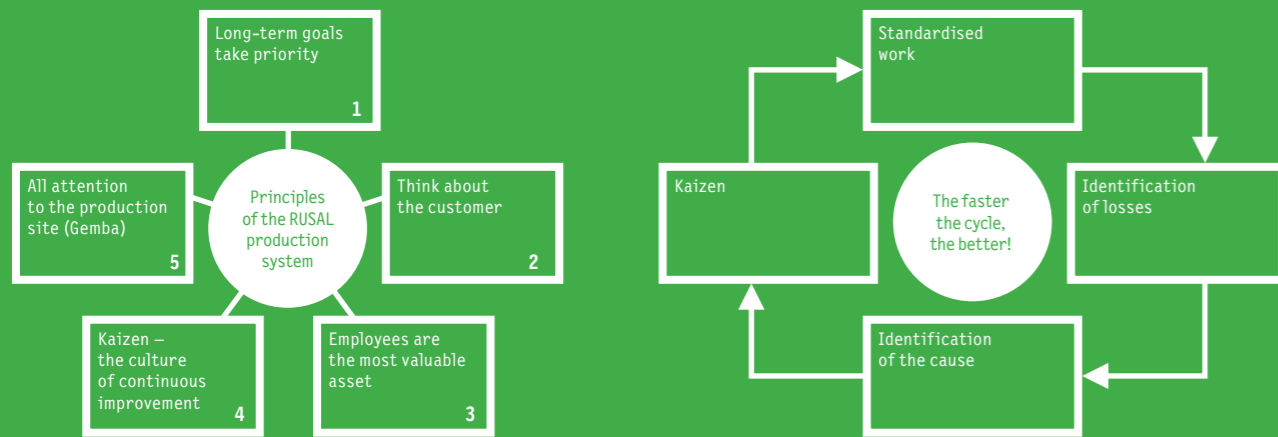 Long-term goals
take priority
1
Principles
of the RUSAL
production
system
Think about
the customer
2
Employees are
the most valuable
asset
3
Kaizen –
the culture
of continuous
improvement
4
All attention
to the production
site (Gemba)
5
Standardised
work
Identification
of losses
Identification
of the cause
Kaizen
The faster
the cycle,
the better!